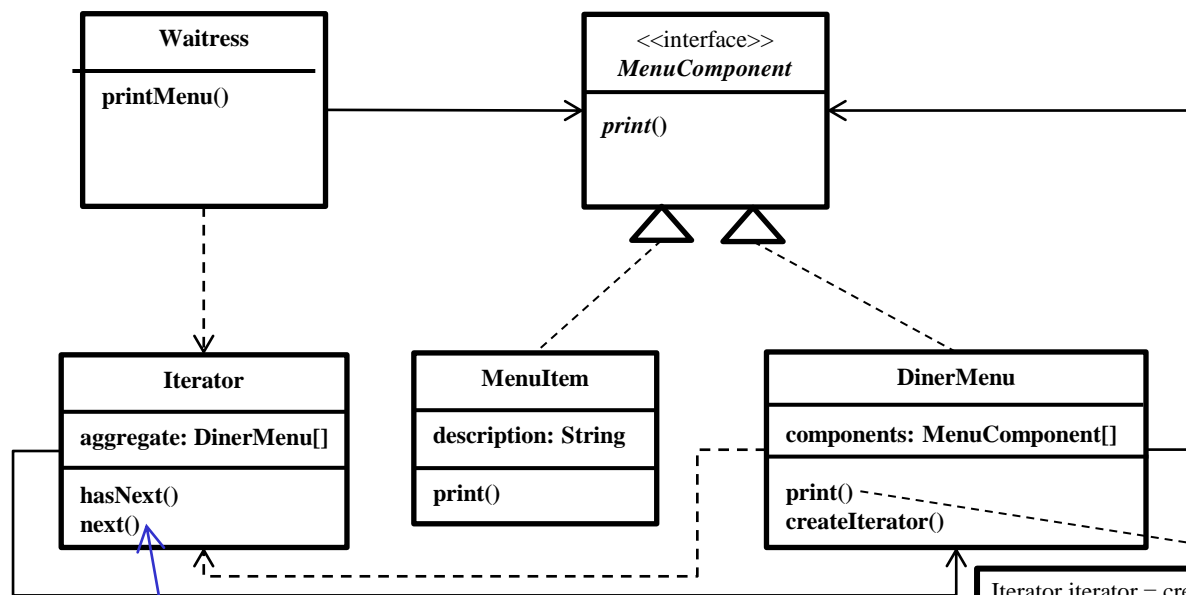 Waitress
printMenu()
<<interface>>
MenuComponent
print()
Iterator
aggregate: DinerMenu[]
hasNext()
next()
MenuItem
description: String
print()
DinerMenu
components: MenuComponent[]
print()
createIterator()
Iterator iterator =